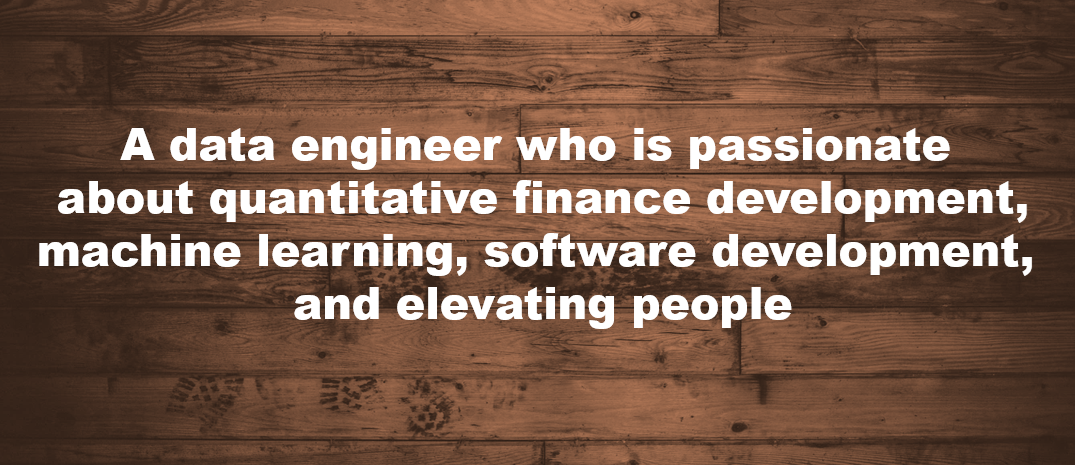 A data engineer who is passionate
about quantitative finance development,
machine learning, software development,
and elevating people